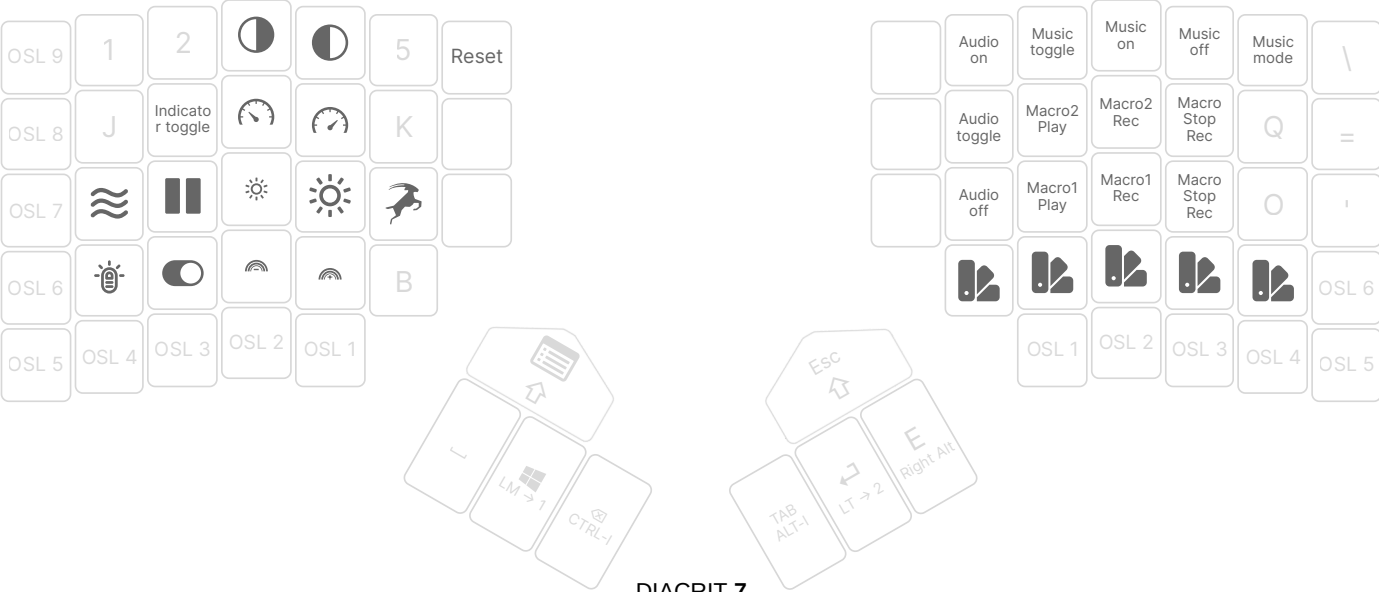 OSL 9
1
2
5
Reset
OSL 8
J
Indicato
r toggle
K
OSL 7
OSL 6
B
OSL 5
OSL 4
OSL 3
OSL 2
OSL 1
LM → 1
CTRL-I
Audio
on
Music
toggle
Music
on
Music
off
Music
mode
\
Audio
toggle
Macro2
Play
Macro2
Rec
Macro
Stop
Rec
Q
=
Audio
off
Macro1
Play
Macro1
Rec
Macro
Stop
Rec
O
'
OSL 6
OSL 1
OSL 2
OSL 3
OSL 4
OSL 5
Esc
E
Right Alt
LT → 2
TAB
ALT-I
DIACRIT 7